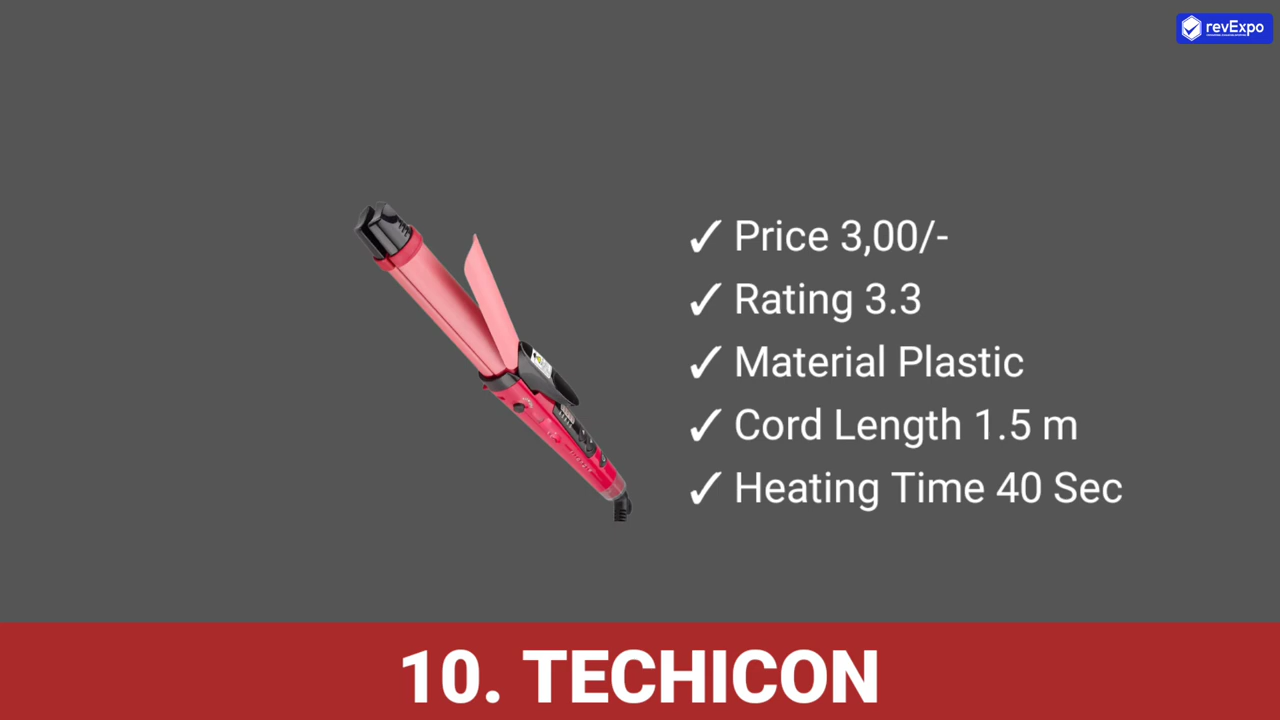 revExpo
✓ Price 3,00/-
✓ Rating 3.3
✓ Material Plastic
✓ Cord Length 1.5 m
✓ Heating Time 40 Sec
10. TECHICON